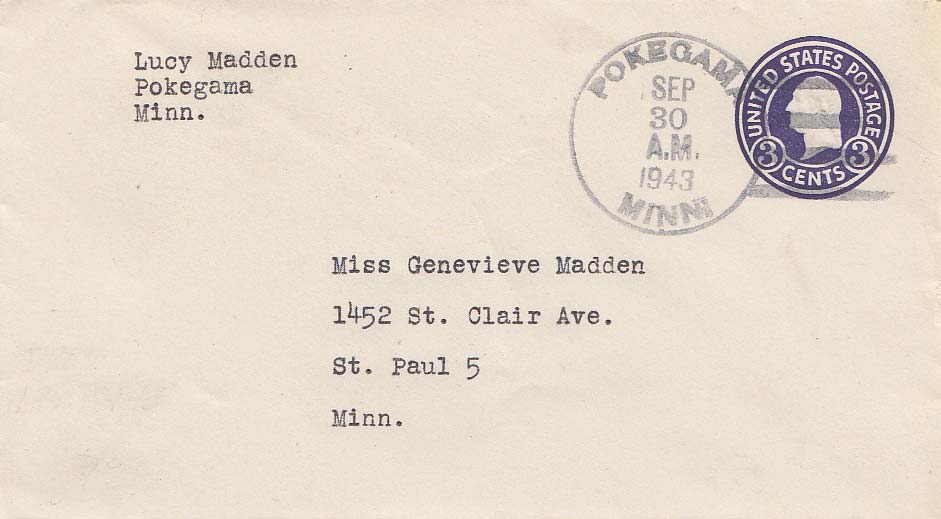 Lucy Madden
Pokegama
Minn.
POKEGAMA
SEP
30
A.M.
1943
MINN
UNITED STATES POSTAGE
3 CENTS 3
Miss Genevieve Madden
1452 St. Clair Ave.
St. Paul 5
Minn.